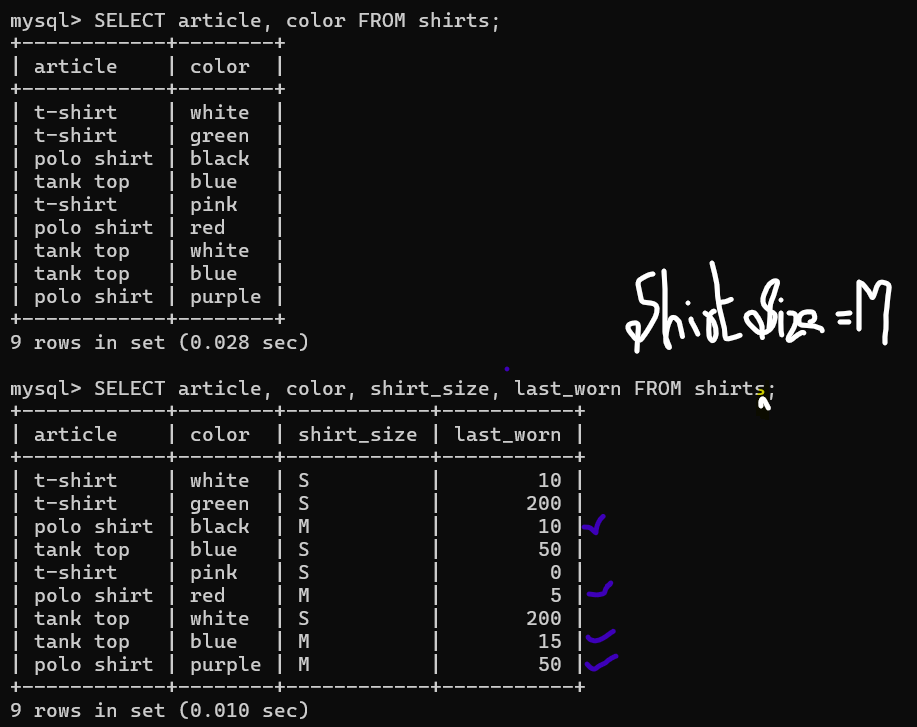 mysql> SELECT article, color FROM shirts;
+------------+--------+
| article    | color  |
+------------+--------+
| t-shirt    | white  |
| t-shirt    | green  |
| polo shirt | black  |
| tank top   | blue   |
| t-shirt    | pink   |
| polo shirt | red    |
| tank top   | white  |
| tank top   | blue   |
| polo shirt | purple |
+------------+--------+
9 rows in set (0.028 sec)
Shirt Size = M
mysql> SELECT article, color, shirt_size, last_worn FROM shirts;
+------------+--------+------------+-----------+
| article    | color  | shirt_size | last_worn |
+------------+--------+------------+-----------+
| t-shirt    | white  | S          |        10 |
| t-shirt    | green  | S          |       200 |
| polo shirt | black  | M          |        10 |
| tank top   | blue   | S          |        50 |
| t-shirt    | pink   | S          |         0 |
| polo shirt | red    | M          |         5 |
| tank top   | white  | S          |       200 |
| tank top   | blue   | M          |        15 |
| polo shirt | purple | M          |        50 |
+------------+--------+------------+-----------+
9 rows in set (0.010 sec)